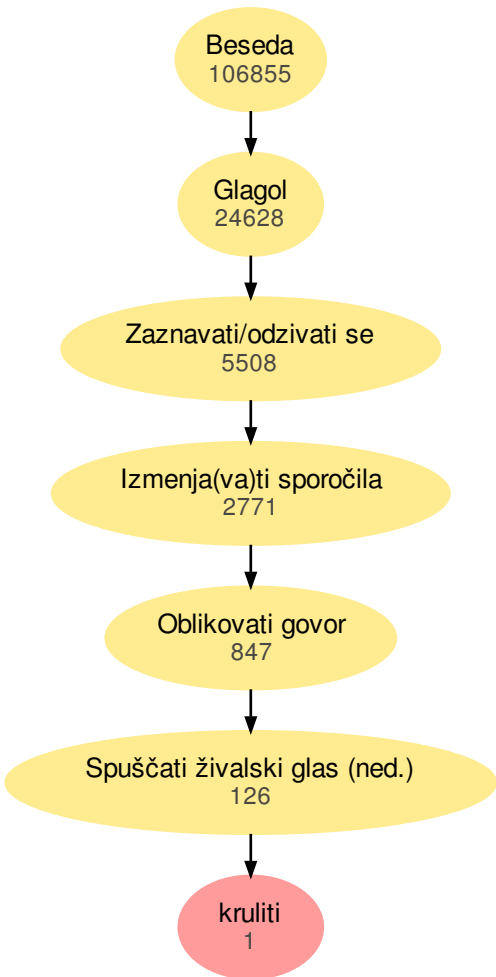 Beseda
106855
Glagol
24628
Zaznavati/odzivati se
5508
Izmenja(va)ti sporočila
2771
Oblikovati govor
847
Spuščati živalski glas (ned.)
126
kruliti
1